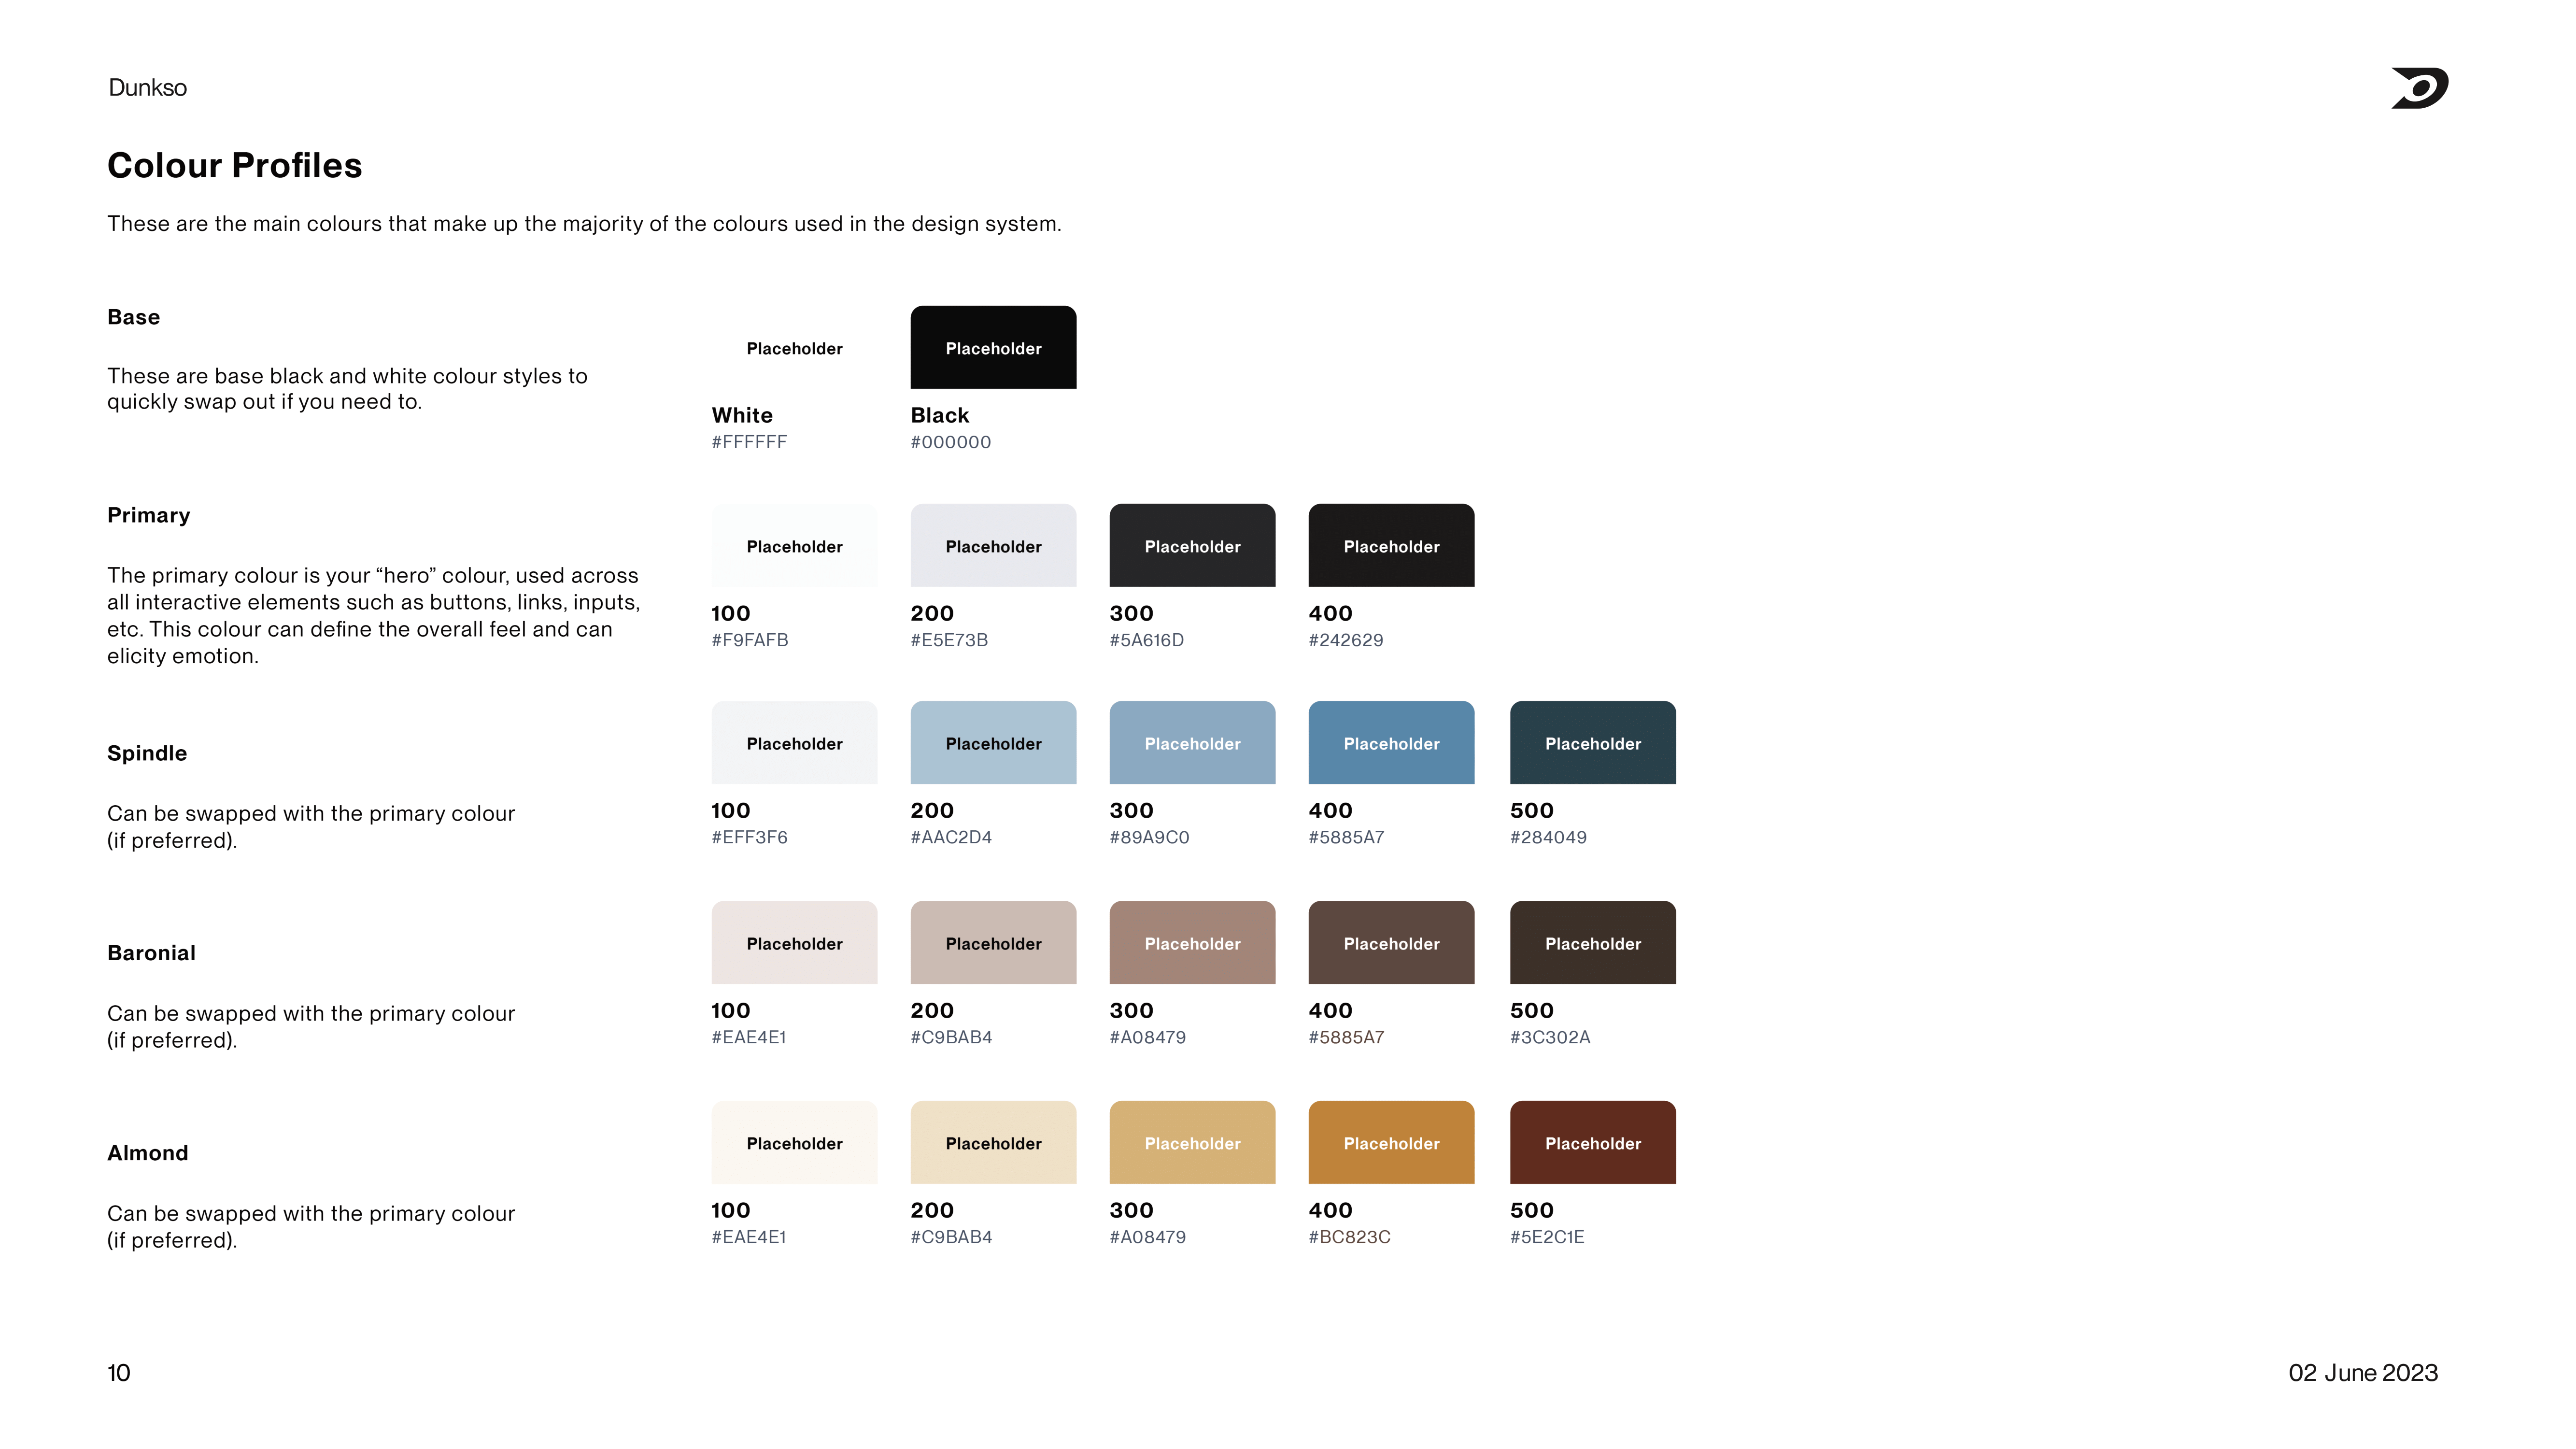 Dunkso
Colour Profiles
These are the main colours that make up the majority of the colours used in the design system.
Base
These are base black and white colour styles to
quickly swap out if you need to.
Placeholder Placeholder
White Black
#FFFFFF #000000
Primary
The primary colour is your “hero” colour, used across
all interactive elements such as buttons, links, inputs,
etc. This colour can define the overall feel and can
elicity emotion.
Placeholder Placeholder Placeholder Placeholder
100 200 300 400
#F9FAFB #E5E73B #5A616D #242629
Spindle
Can be swapped with the primary colour
(if preferred).
Placeholder Placeholder Placeholder Placeholder Placeholder
100 200 300 400 500
#EFF3F6 #AAC2D4 #89A9C0 #5885A7 #284049
Baronial
Can be swapped with the primary colour
(if preferred).
Placeholder Placeholder Placeholder Placeholder Placeholder
100 200 300 400 500
#EAE4E1 #C9BAB4 #A08479 #5885A7 #3C302A
Almond
Can be swapped with the primary colour
(if preferred).
Placeholder Placeholder Placeholder Placeholder Placeholder
100 200 300 400 500
#EAE4E1 #C9BAB4 #A08479 #BC823C #5E2C1E
10
02 June 2023